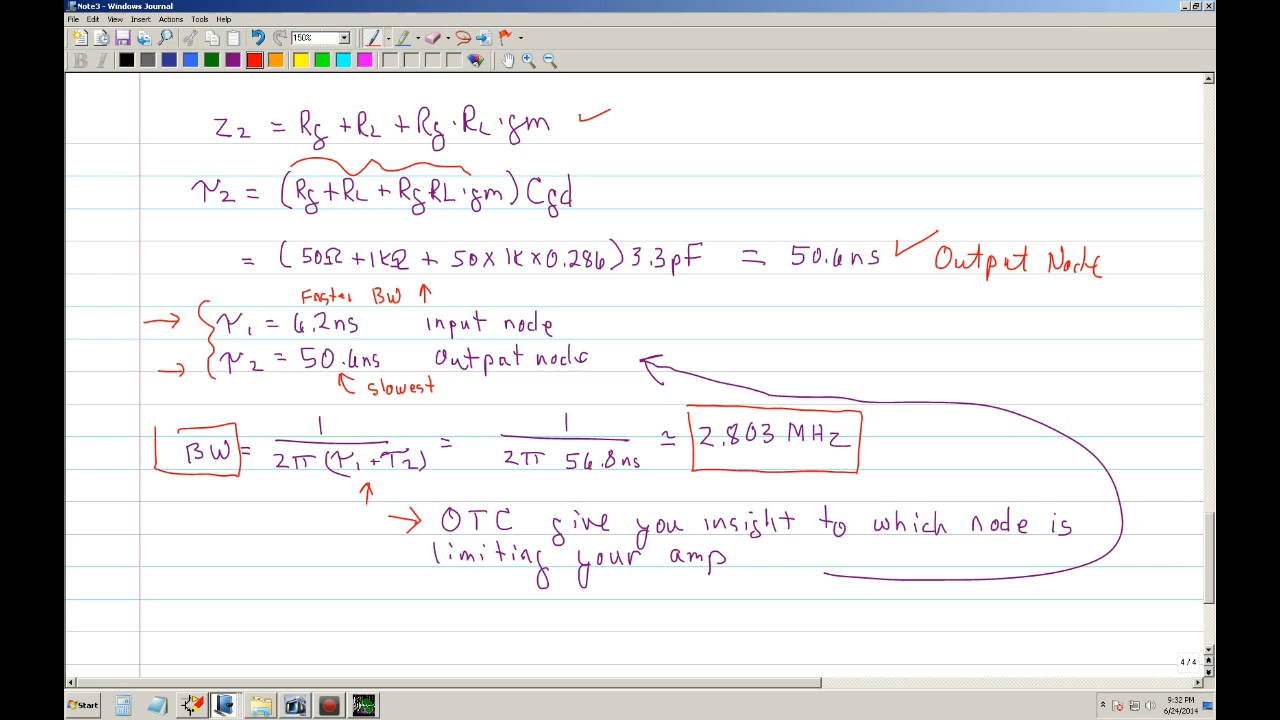 Note3 - Windows Journal
File Edit View Insert Actions Tools Help
150%
B I
Z2 = Rg + RL + Rg · RL · gm ✓
τ2 = (Rg + RL + Rg RL · gm) Cgd
= (50Ω + 1KΩ + 50 × 1K × 0.286) 3.3pF = 50.6ns ✓ Output Node
Faster BW ↑
→ τ1 = 6.2ns input node
→ τ2 = 50.6ns Output node
↑ slowest
BW = 1 / 2π (τ1 + τ2) = 1 / 2π 56.8ns ≃ 2.803 MHz
→ OTC give you insight to which node is
limiting your amp
4 / 4
Start
9:32 PM
6/24/2014